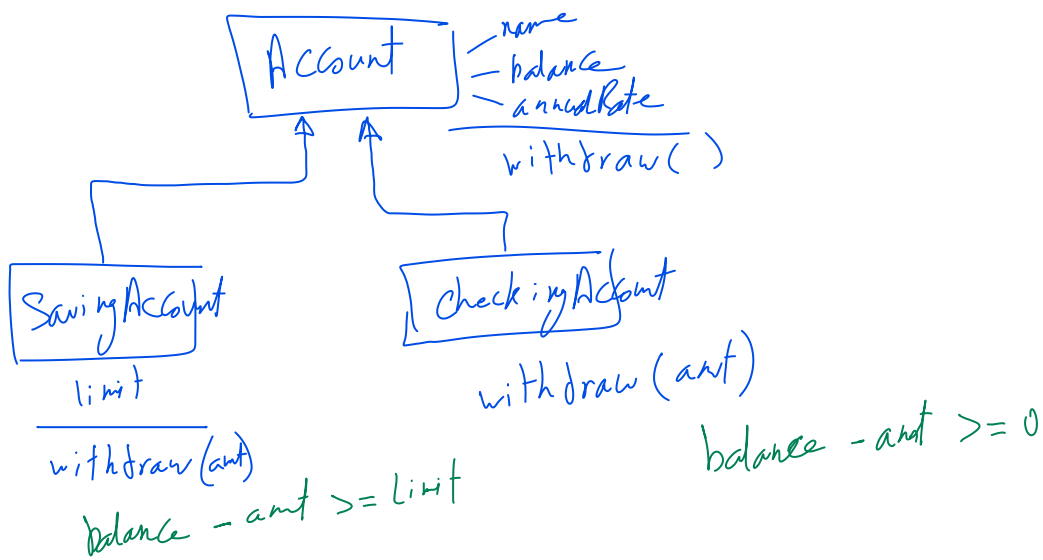 Account
name
balance
annualRate
withdraw( )
SavingAccount
limit
withdraw(amt)
balance - amt >= limit
CheckingAccount
withdraw (amt)
balance - amt >= 0